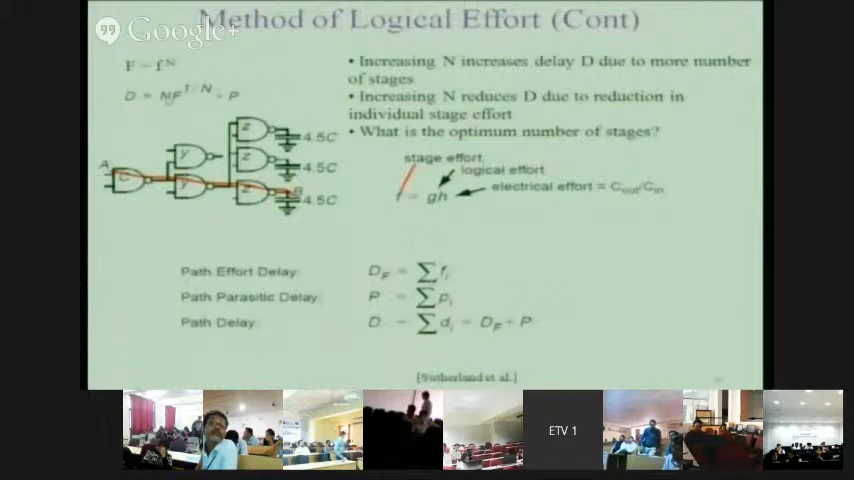 Method of Logical Effort (Cont)
Google+
F = f^N
D = NF^1/N + P
• Increasing N increases delay D due to more number
of stages
• Increasing N reduces D due to reduction in
individual stage effort
• What is the optimum number of stages?
stage effort
logical effort
f = gh
electrical effort = Cout/Cin
A
C
y
y
z
z
z
B
4.5C
4.5C
4.5C
Path Effort Delay
D_F = ∑ f_i
Path Parasitic Delay
P = ∑ p_i
Path Delay
D = ∑ d_i = D_F + P
[Sutherland et al.]
ETV 1